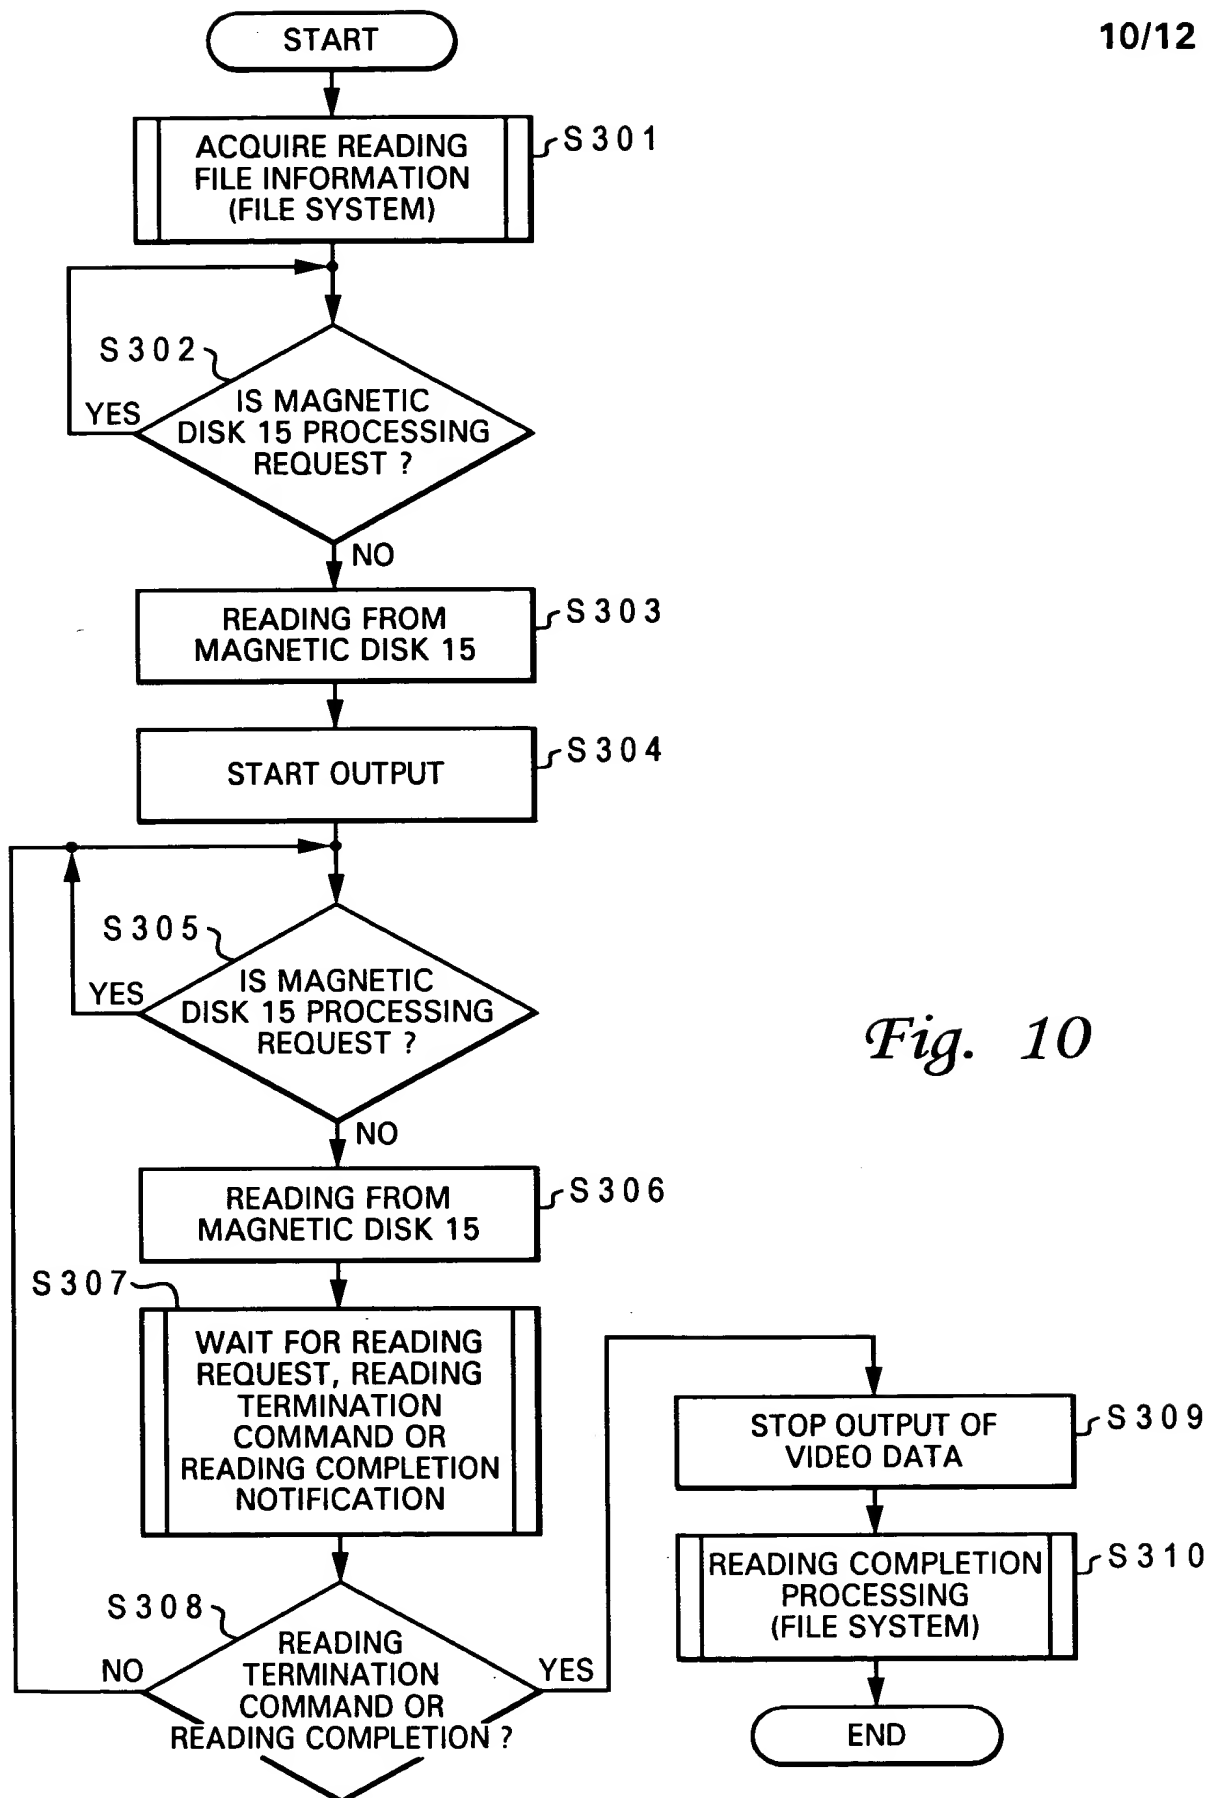 10/12
START
ACQUIRE READING
FILE INFORMATION
(FILE SYSTEM)
S301
S302
IS MAGNETIC
DISK 15 PROCESSING
REQUEST ?
YES
NO
READING FROM
MAGNETIC DISK 15
S303
START OUTPUT
S304
S305
IS MAGNETIC
DISK 15 PROCESSING
REQUEST ?
YES
NO
Fig. 10
READING FROM
MAGNETIC DISK 15
S306
S307
WAIT FOR READING
REQUEST, READING
TERMINATION
COMMAND OR
READING COMPLETION
NOTIFICATION
S308
READING
TERMINATION
COMMAND OR
READING COMPLETION ?
NO
YES
STOP OUTPUT OF
VIDEO DATA
S309
READING COMPLETION
PROCESSING
(FILE SYSTEM)
S310
END